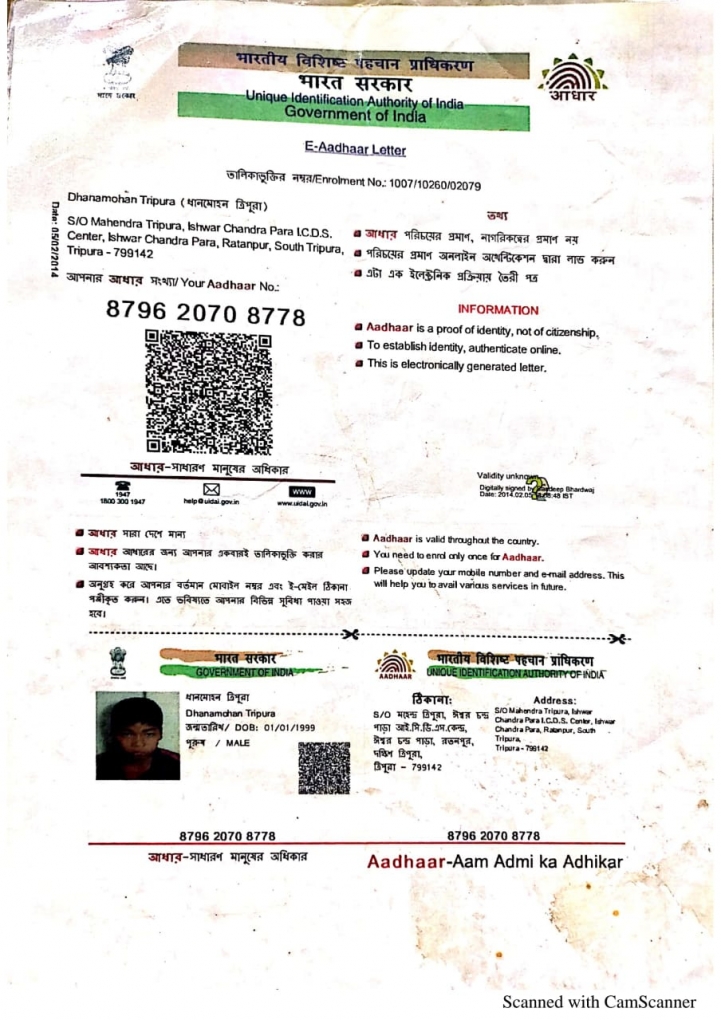 भारत सरकार
भारतीय विशिष्ट पहचान प्राधिकरण
भारत सरकार
Unique Identification Authority of India
Government of India
आधार
E-Aadhaar Letter
তালিকাভুক্তির নম্বর/Enrolment No.: 1007/10260/02079
Date: 05/02/2014
Dhanamohan Tripura (ধানমোহন ত্রিপুরা)
S/O Mahendra Tripura, Ishwar Chandra Para I.C.D.S.
Center, Ishwar Chandra Para, Ratanpur, South Tripura,
Tripura - 799142
আপনার আধার সংখ্যা/ Your Aadhaar No.:
8796 2070 8778
আধার-সাধারণ মানুষের অধিকার
1947
1800 300 1947
help@uidai.gov.in
www
www.uidai.gov.in
তথ্য
আধার পরিচয়ের প্রমাণ, নাগরিকত্বের প্রমাণ নয়
পরিচয়ের প্রমাণ অনলাইন অথেন্টিকেশন দ্বারা লাভ করুন
এটা এক ইলেক্ট্রনিক প্রক্রিয়ায় তৈরী পত্র
INFORMATION
Aadhaar is a proof of identity, not of citizenship,
To establish identity, authenticate online.
This is electronically generated letter.
Validity unknown
Digitally signed by Bhardwaj
Date: 2014.02.05 IST
আধার সারা দেশে মান্য
আধার আধারের জন্য আপনার একবারই তালিকাভুক্তি করার
আবশ্যকতা আছে।
অনুগ্রহ করে আপনার বর্তমান মোবাইল নম্বর এবং ই-মেইল ঠিকানা
পঞ্জীকৃত করুন। এতে ভবিষ্যতে আপনার বিভিন্ন সুবিধা পাওয়া সহজ
হবে।
Aadhaar is valid throughout the country.
You need to enrol only once for Aadhaar.
Please update your mobile number and e-mail address. This
will help you to avail various services in future.
भारत सरकार
GOVERNMENT OF INDIA
ধানমোহন ত্রিপুরা
Dhanamohan Tripura
জন্মতারিখ/ DOB: 01/01/1999
পুরুষ / MALE
8796 2070 8778
আধার-সাধারণ মানুষের অধিকার
AADHAAR
भारतीय विशिष्ट पहचान प्राधिकरण
UNIQUE IDENTIFICATION AUTHORITY OF INDIA
ঠিকানা:
S/O মহেন্দ্র ত্রিপুরা, ঈশ্বর চন্দ্র
পাড়া আই.সি.ডি.এস.কেন্দ্র,
ঈশ্বর চন্দ্র পাড়া, রতনপুর,
দক্ষিণ ত্রিপুরা,
ত্রিপুরা - 799142
Address:
S/O Mahendra Tripura, Ishwar
Chandra Para I.C.D.S. Center, Ishwar
Chandra Para, Ratanpur, South
Tripura,
Tripura - 799142
8796 2070 8778
Aadhaar-Aam Admi ka Adhikar
Scanned with CamScanner